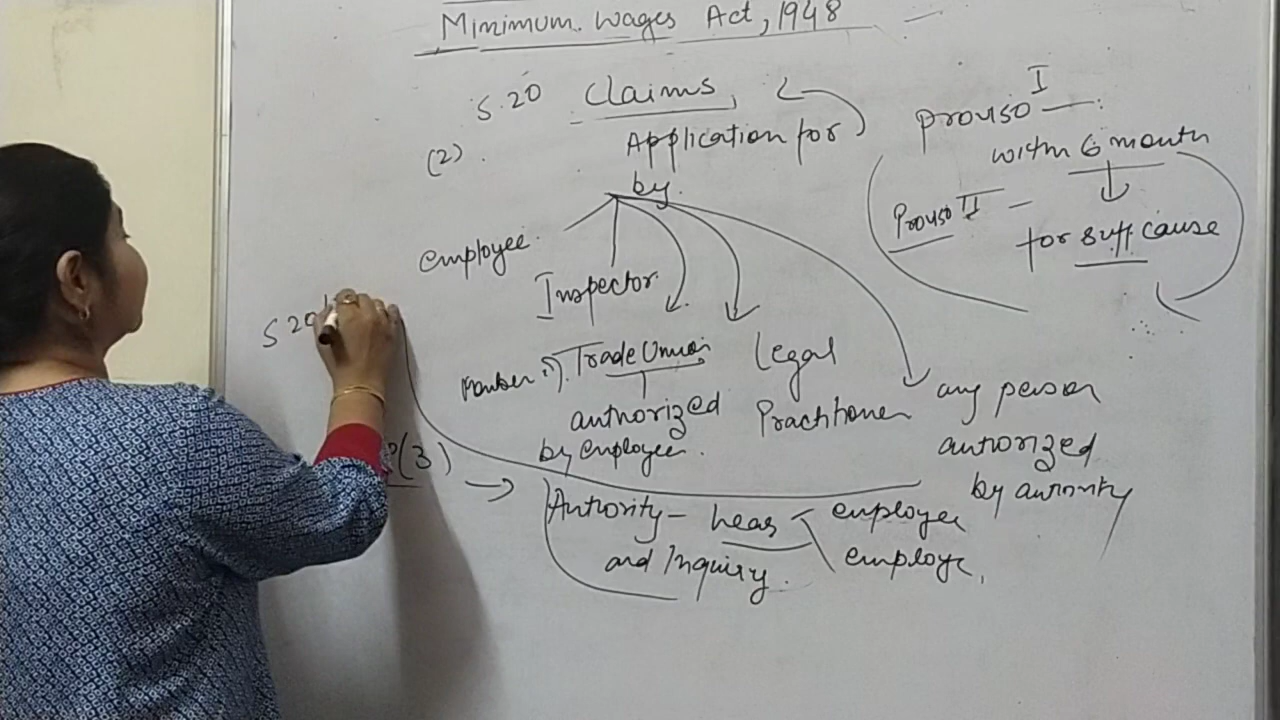 Minimum Wages Act, 1948
S.20 Claims,
(2). Application for
by.
employee.
Inspector
Trade Union
authorized
by employee.
Legal
Practitioner
any person
authorized
by authority
Proviso I — :
within 6 month
Proviso II —
for suff cause
S 20
(3)
Authority — hear employer
and Inquiry. employee,